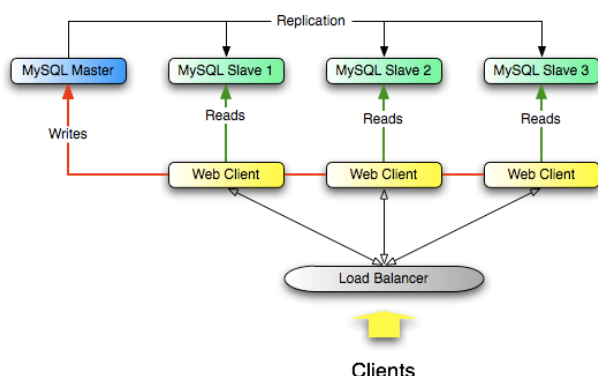 Replication
MySQL Master
MySQL Slave 1
MySQL Slave 2
MySQL Slave 3
Writes
Reads
Reads
Reads
Web Client
Web Client
Web Client
Load Balancer
Clients